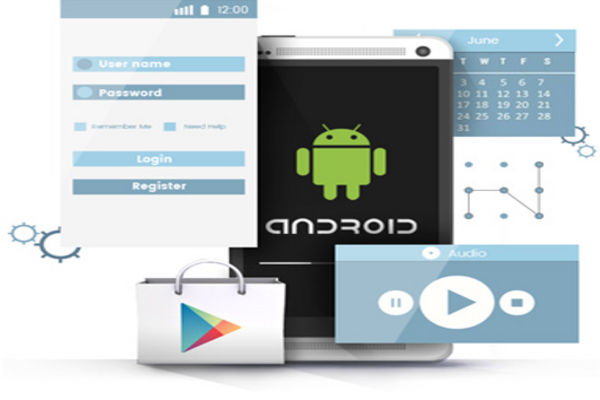 12:00
User name
Password
Remember Me Need Help
Login
Register
June
T W T F S
3 4 5 6 7
10 11 12 13 14
17 18 19 20 21
24 25 26 27 28
31
ANDROID
Audio